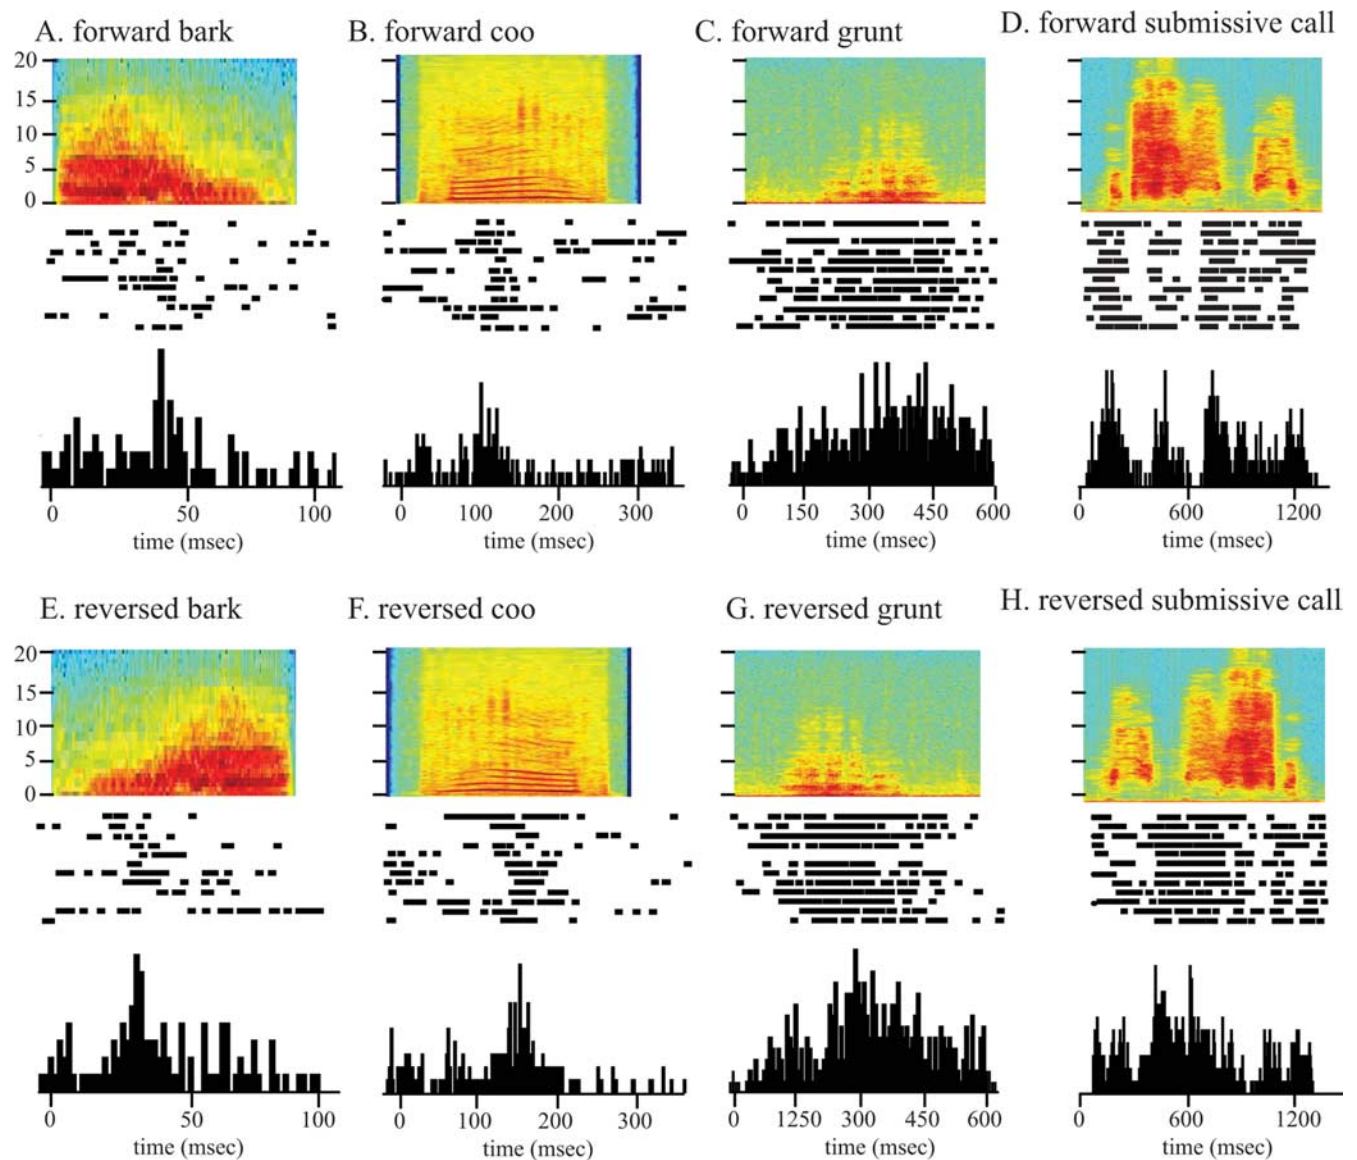 A. forward bark
B. forward coo
C. forward grunt
D. forward submissive call
20
15
10
5
0
0 50 100
time (msec)
0 100 200 300
time (msec)
0 150 300 450 600
time (msec)
0 600 1200
time (msec)
E. reversed bark
F. reversed coo
G. reversed grunt
H. reversed submissive call
20
15
10
5
0
0 50 100
time (msec)
0 100 200 300
time (msec)
0 1250 300 450 600
time (msec)
0 600 1200
time (msec)